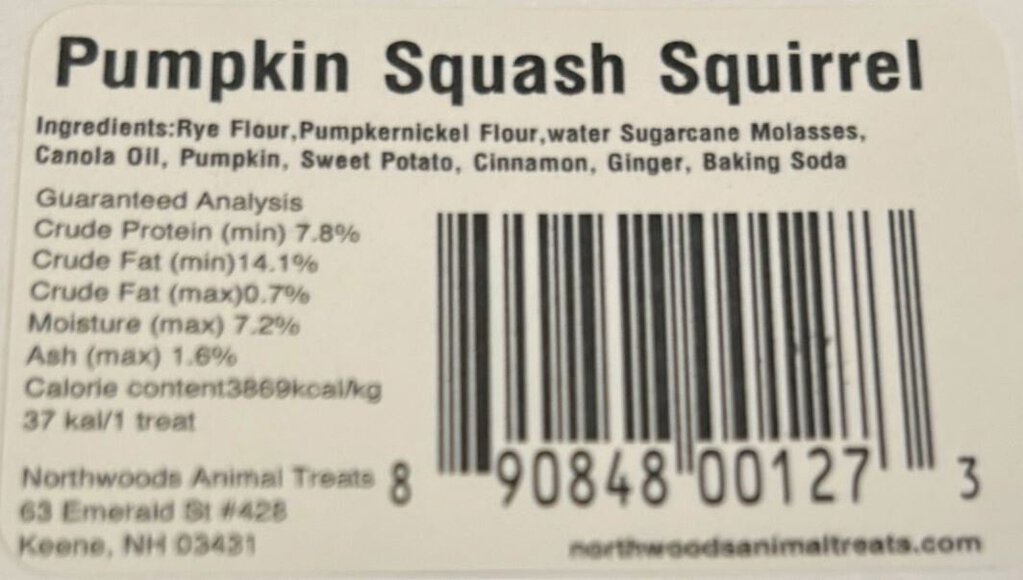 Pumpkin Squash Squirrel
Ingredients:Rye Flour,Pumpkernickel Flour,water Sugarcane Molasses,
Canola Oil, Pumpkin, Sweet Potato, Cinnamon, Ginger, Baking Soda
Guaranteed Analysis
Crude Protein (min) 7.8%
Crude Fat (min)14.1%
Crude Fat (max)0.7%
Moisture (max) 7.2%
Ash (max) 1.6%
Calorie content3869kcal/kg
37 kal/1 treat
Northwoods Animal Treats
63 Emerald St #428
Keene, NH 03431
8 90848 00127 3
northwoodsanimaltreats.com